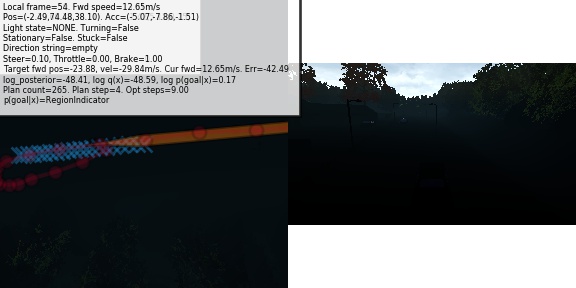 Local frame=54. Fwd speed=12.65m/s
Pos=(-2.49,74.48,38.10). Acc=(-5.07,-7.86,-1.51)
Light state=NONE. Turning=False
Stationary=False. Stuck=False
Direction string=empty
Steer=0.10, Throttle=0.00, Brake=1.00
Target fwd pos=-23.88, vel=-29.84m/s. Cur fwd=12.65m/s. Err=-42.49
log_posterior=-48.41, log q(x)=-48.59, log p(goal|x)=0.17
Plan count=265. Plan step=4. Opt steps=9.00
p(goal|x)=RegionIndicator